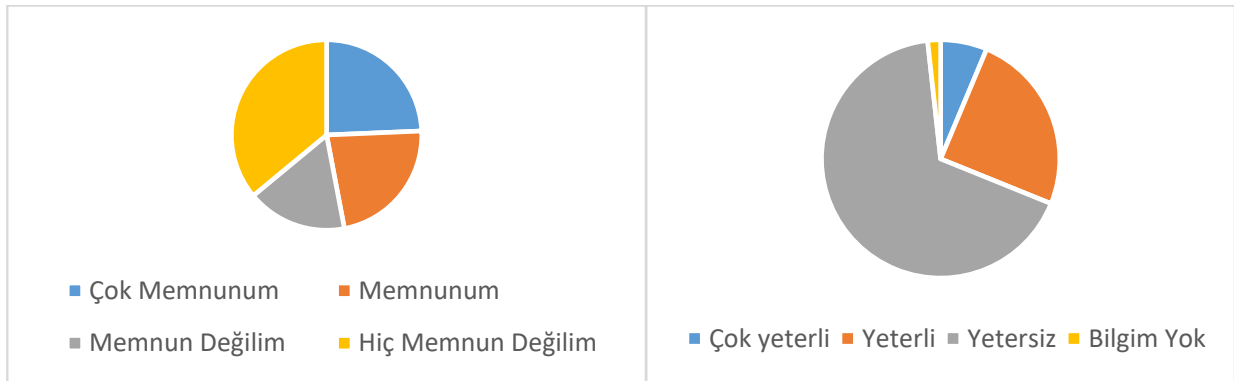 Çok Memnunum Memnunum
Memnun Değilim Hiç Memnun Değilim
Çok yeterli Yeterli Yetersiz Bilgim Yok